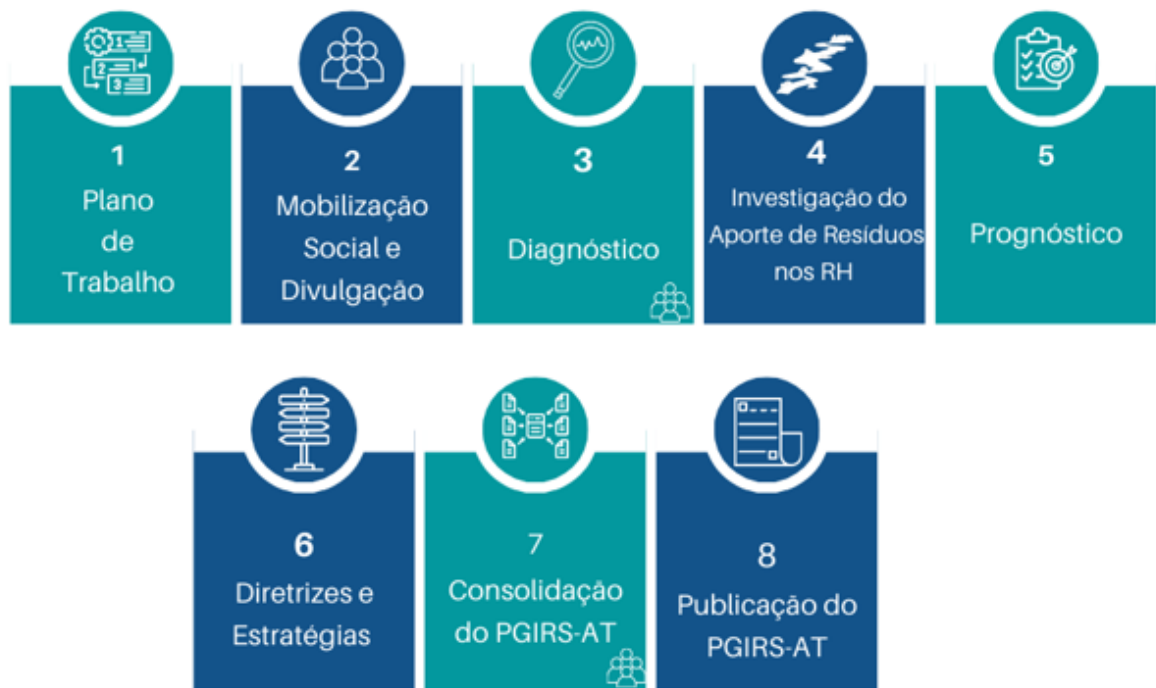 1
Plano
de
Trabalho
2
Mobilização
Social e
Divulgação
3
Diagnóstico
4
Investigação do
Aporte de Resíduos
nos RH
5
Prognóstico
6
Diretrizes e
Estratégias
7
Consolidação
do PGIRS-AT
8
Publicação do
PGIRS-AT